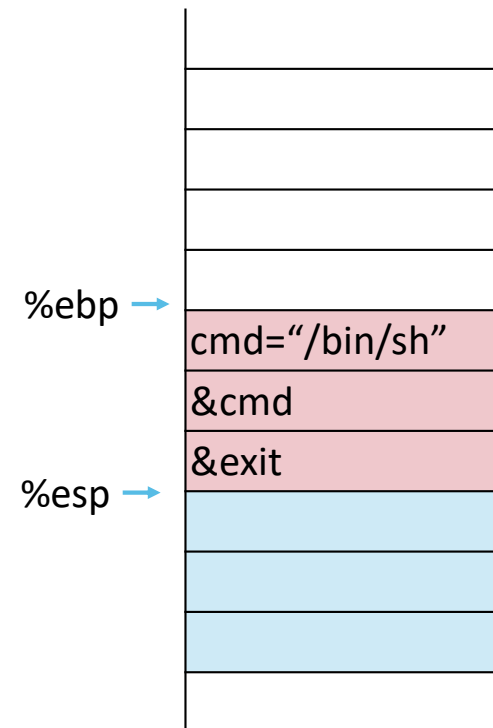 %ebp
cmd=“/bin/sh”
&cmd
&exit
%esp